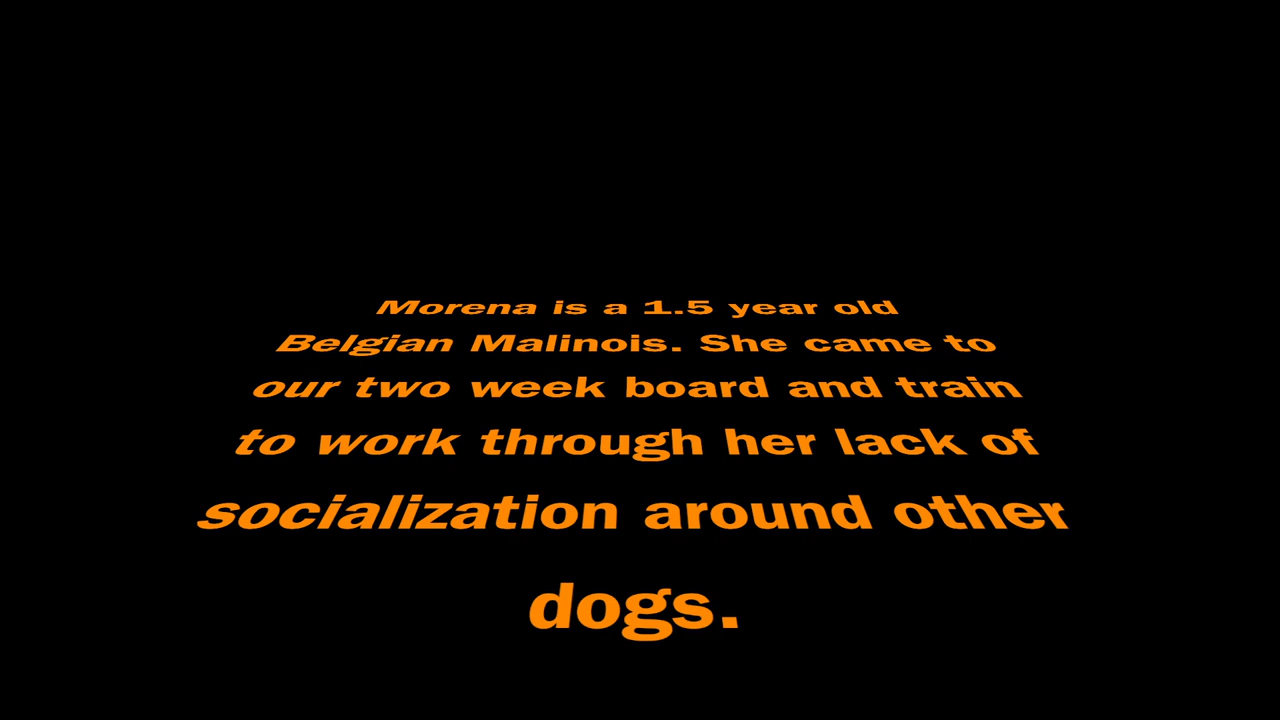 Morena is a 1.5 year old
Belgian Malinois. She came to
our two week board and train
to work through her lack of
socialization around other
dogs.